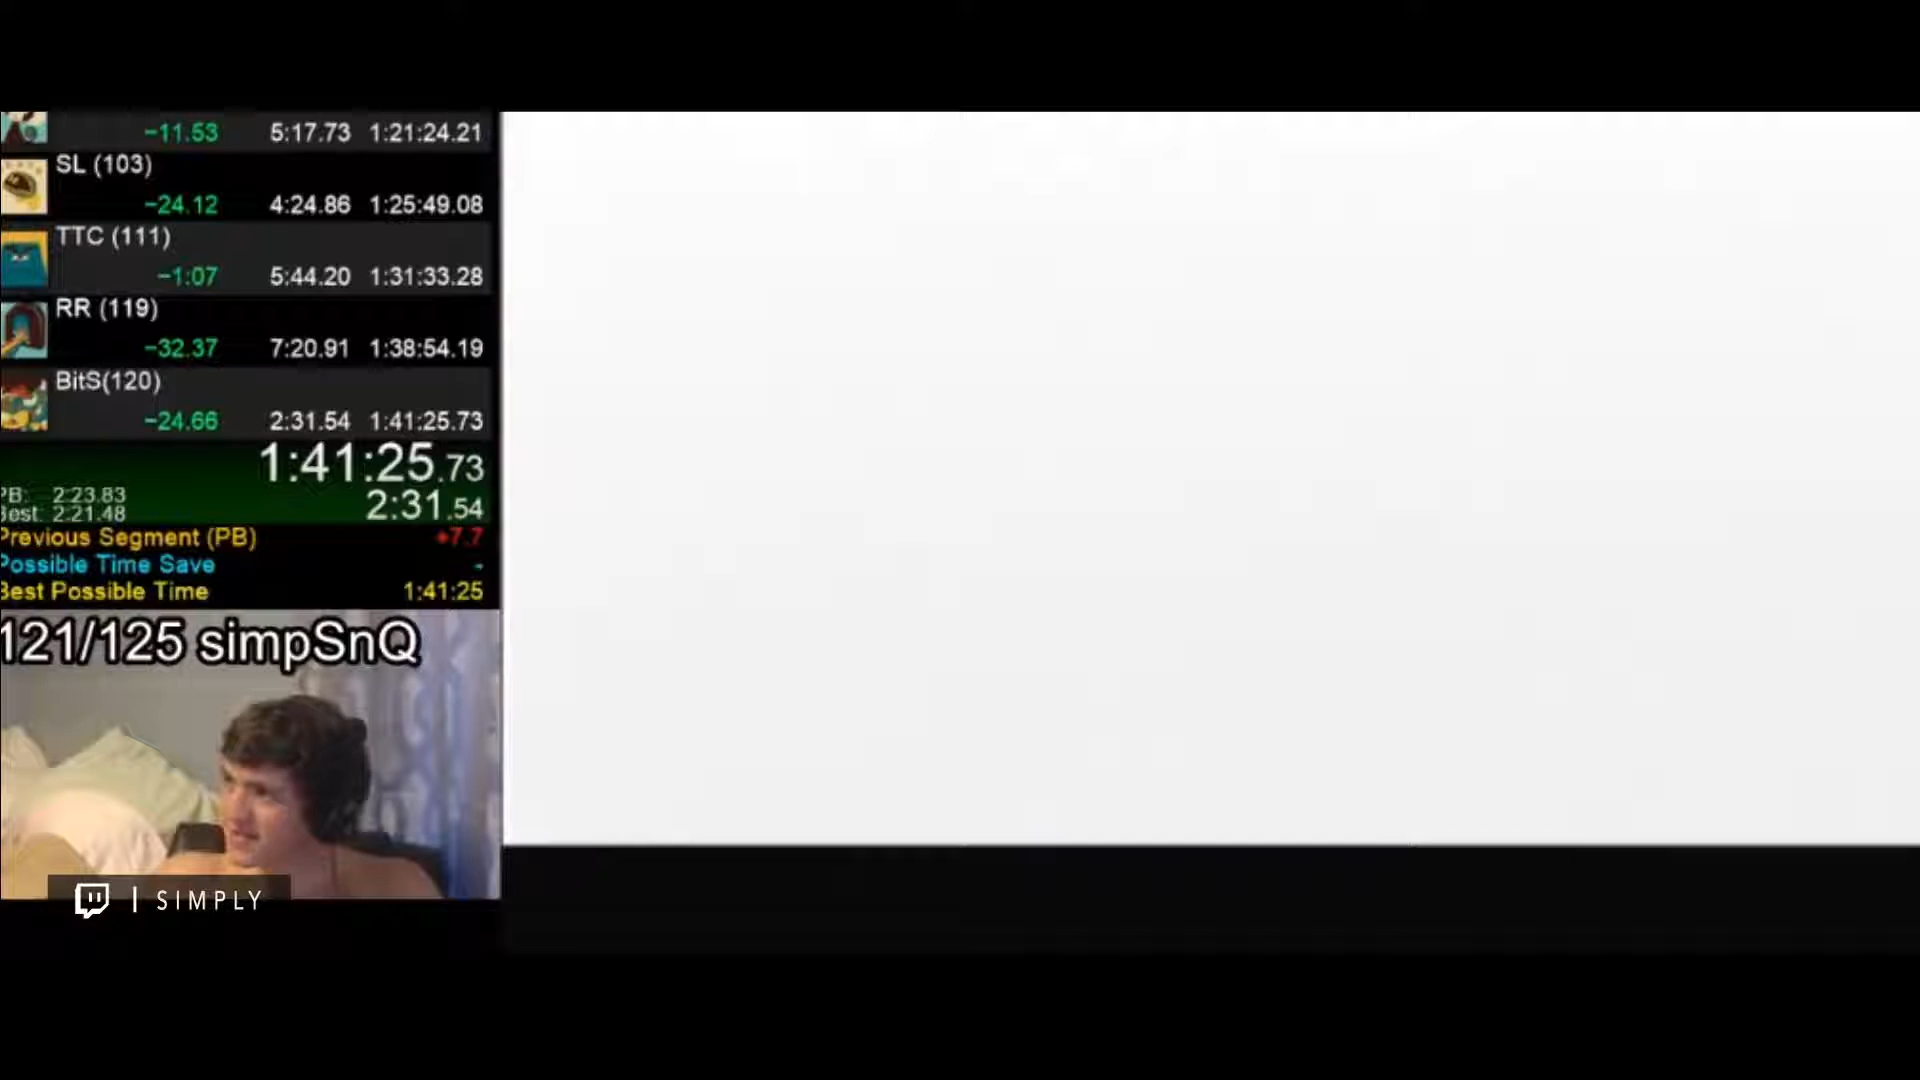 −11.53 5:17.73 1:21:24.21
SL (103)
−24.12 4:24.86 1:25:49.08
TTC (111)
−1:07 5:44.20 1:31:33.28
RR (119)
−32.37 7:20.91 1:38:54.19
BitS(120)
−24.66 2:31.54 1:41:25.73
1:41:25.73
PB: 2:23.83
2:31.54
Best: 2:21.48
Previous Segment (PB) +7.7
Possible Time Save -
Best Possible Time 1:41:25
121/125 simpSnQ
| SIMPLY